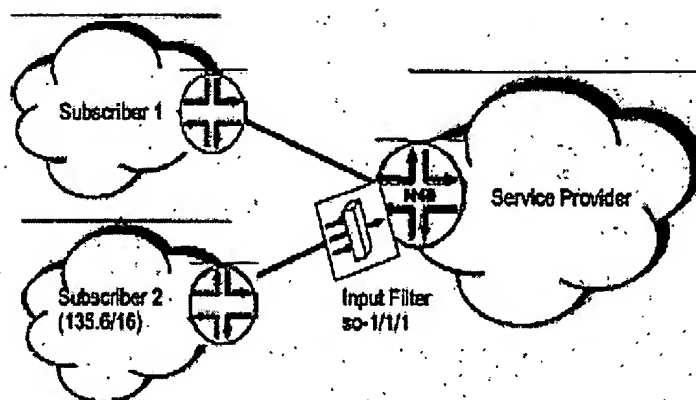 Subscriber 1
Service Provider
Subscriber 2
(135.6/16)
Input Filter
so-1/1/1